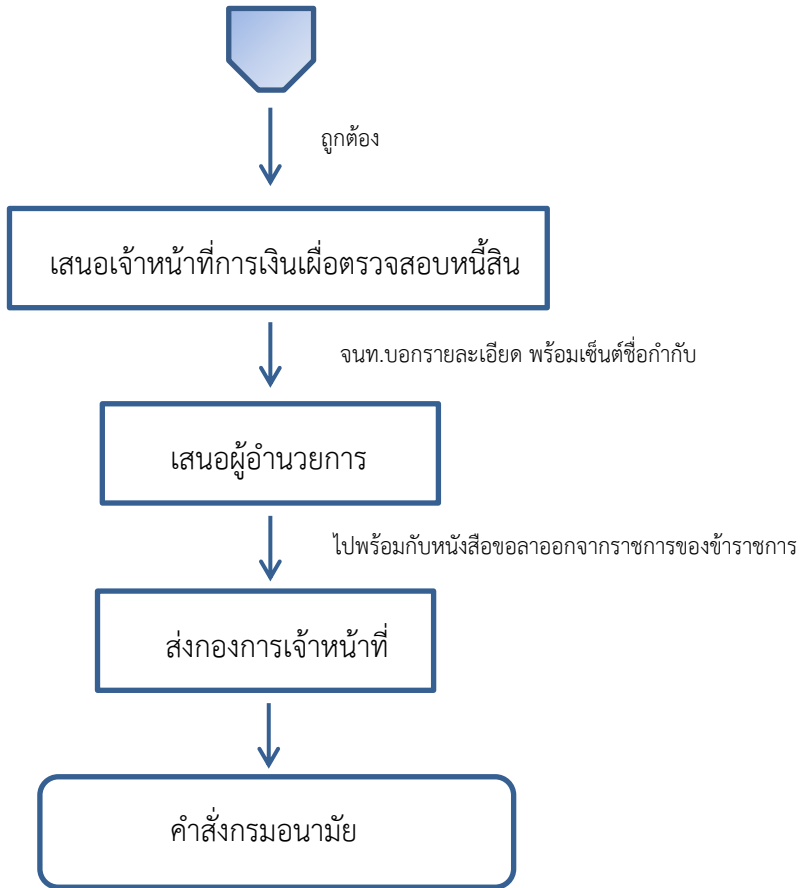 ถูกต้อง
เสนอเจ้าหน้าที่การเงินเผื่อตรวจสอบหนี้สิน
จนท.บอกรายละเอียด พร้อมเซ็นต์ชื่อกำกับ
เสนอผู้อำนวยการ
ไปพร้อมกับหนังสือขอลาออกจากราชการของข้าราชการ
ส่งกองการเจ้าหน้าที่
คำสั่งกรมอนามัย